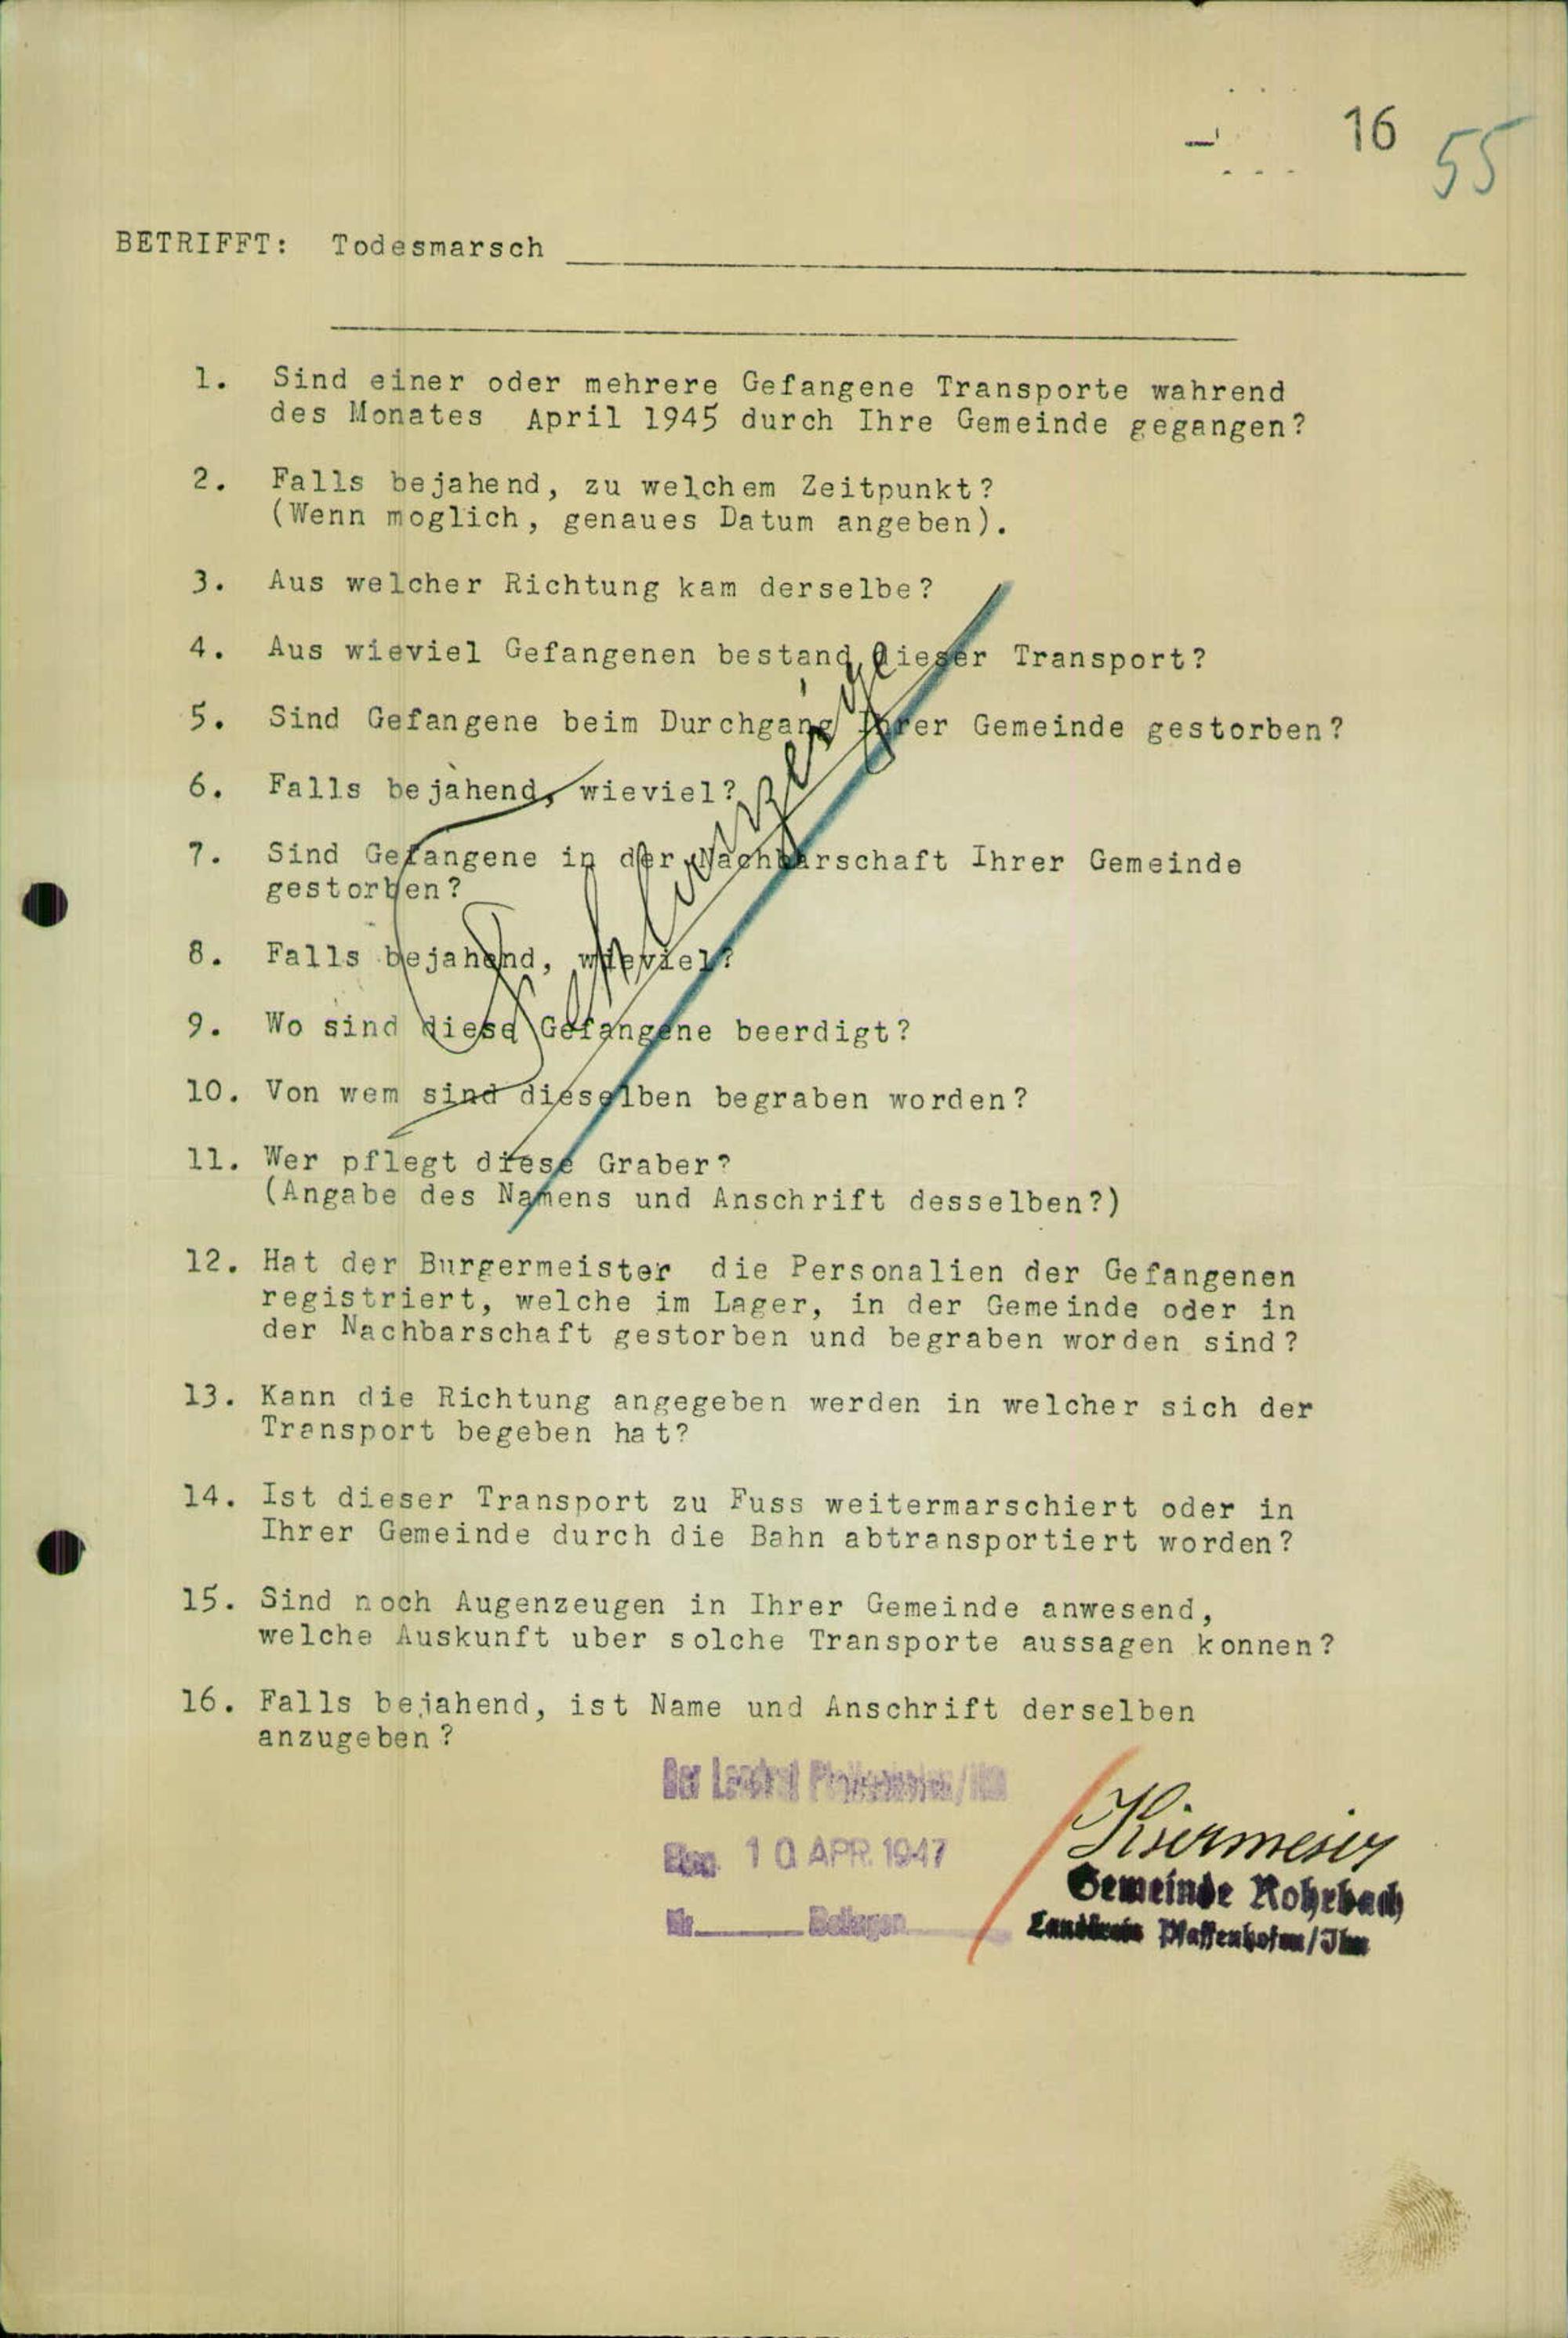 16
55
BETRIFFT: Todesmarsch
1. Sind einer oder mehrere Gefangene Transporte wahrend
des Monates April 1945 durch Ihre Gemeinde gegangen?
2. Falls bejahend, zu welchem Zeitpunkt?
(Wenn moglich, genaues Datum angeben).
3. Aus welcher Richtung kam derselbe?
4. Aus wieviel Gefangenen bestand dieser Transport?
5. Sind Gefangene beim Durchgang Ihrer Gemeinde gestorben?
6. Falls bejahend, wieviel?
7. Sind Gefangene in der Nachbarschaft Ihrer Gemeinde
gestorben?
8. Falls bejahend, wieviel?
9. Wo sind diese Gefangene beerdigt?
10. Von wem sind dieselben begraben worden?
11. Wer pflegt diese Graber?
(Angabe des Namens und Anschrift desselben?)
12. Hat der Burgermeister die Personalien der Gefangenen
registriert, welche im Lager, in der Gemeinde oder in
der Nachbarschaft gestorben und begraben worden sind?
13. Kann die Richtung angegeben werden in welcher sich der
Transport begeben hat?
14. Ist dieser Transport zu Fuss weitermarschiert oder in
Ihrer Gemeinde durch die Bahn abtransportiert worden?
15. Sind noch Augenzeugen in Ihrer Gemeinde anwesend,
welche Auskunft uber solche Transporte aussagen konnen?
16. Falls bejahend, ist Name und Anschrift derselben
anzugeben?
Der Landrat Pfaffenhofen/Ilm
Eing. 10 APR. 1947
Nr. Beilagen
Gemeinde Rohrbach
Landkreis Pfaffenhofen/Ilm